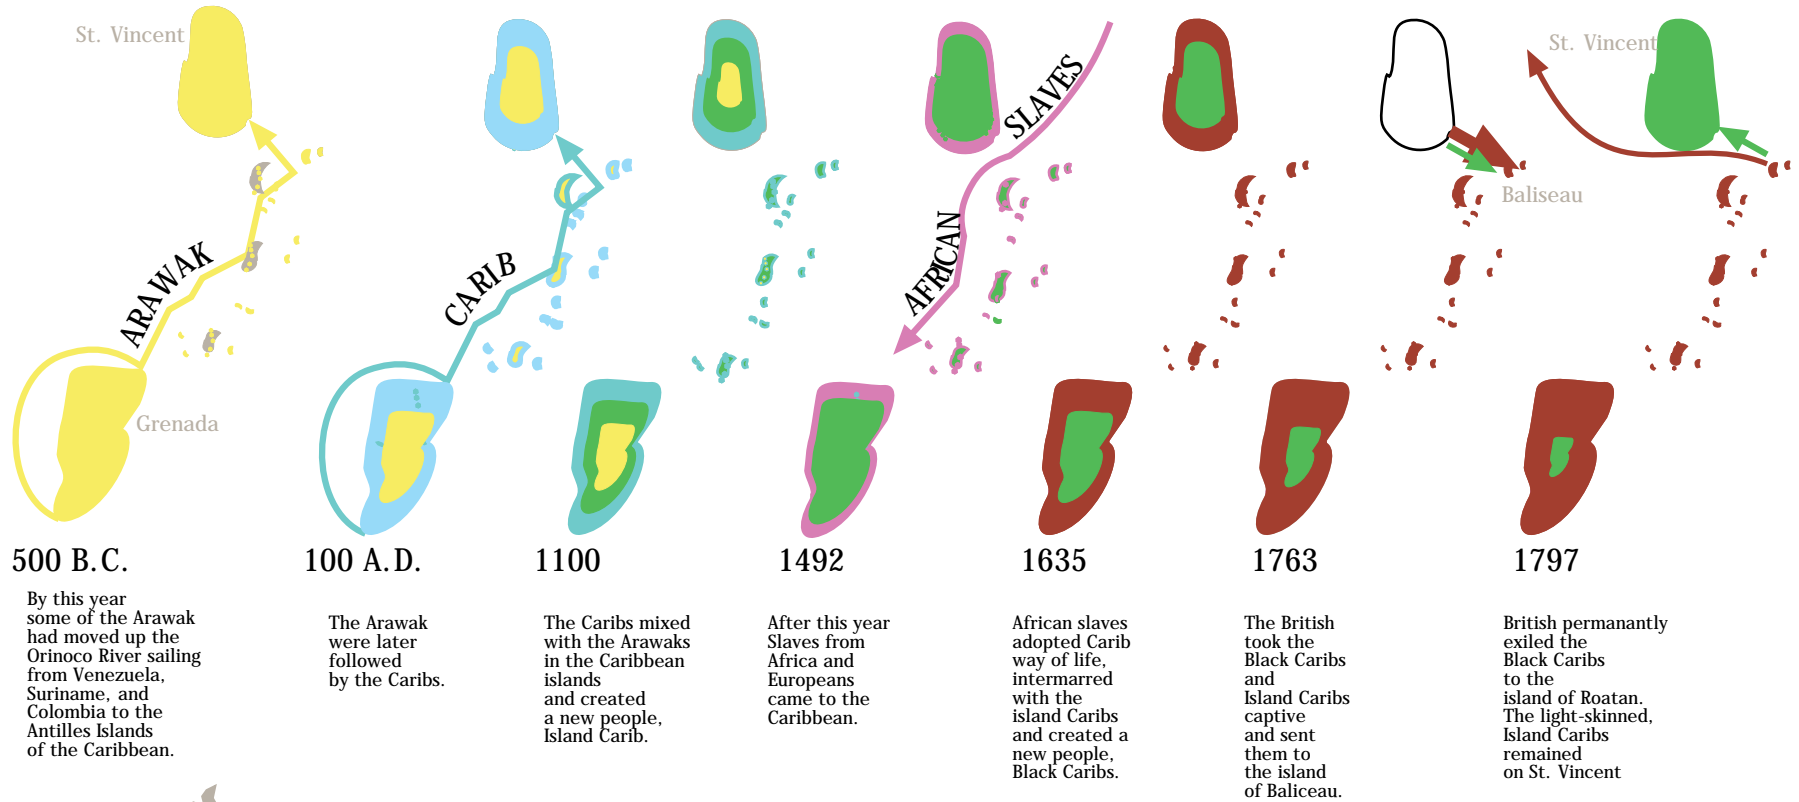 St. Vincent
St. Vincent
SLAVES
Baliseau
ARAWAK
CARIB
AFRICAN
Grenada
500 B.C.
By this year
some of the Arawak
had moved up the
Orinoco River sailing
from Venezuela,
Suriname, and
Colombia to the
Antilles Islands
of the Caribbean.
100 A.D.
The Arawak
were later
followed
by the Caribs.
1100
The Caribs mixed
with the Arawaks
in the Caribbean
islands
and created
a new people,
Island Carib.
1492
After this year
Slaves from
Africa and
Europeans
came to the
Caribbean.
1635
African slaves
adopted Carib
way of life,
intermarred
with the
island Caribs
and created a
new people,
Black Caribs.
1763
The British
took the
Black Caribs
and
Island Caribs
captive
and sent
them to
the island
of Baliceau.
1797
British permanantly
exiled the
Black Caribs
to the
island of Roatan.
The light-skinned,
Island Caribs
remained
on St. Vincent